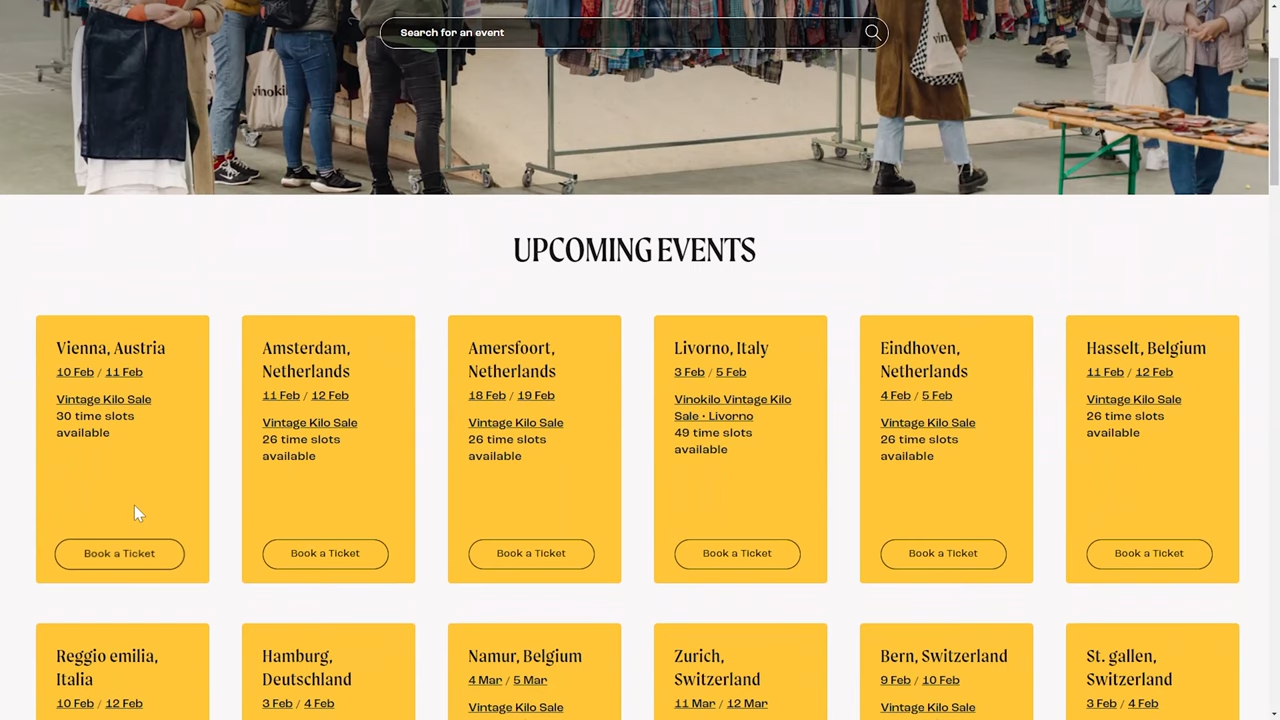 Search for an event
vinokilo
UPCOMING EVENTS
Vienna, Austria
10 Feb / 11 Feb
Vintage Kilo Sale
30 time slots
available
Book a Ticket
Amsterdam,
Netherlands
11 Feb / 12 Feb
Vintage Kilo Sale
26 time slots
available
Book a Ticket
Amersfoort,
Netherlands
18 Feb / 19 Feb
Vintage Kilo Sale
26 time slots
available
Book a Ticket
Livorno, Italy
3 Feb / 5 Feb
Vinokilo Vintage Kilo
Sale • Livorno
49 time slots
available
Book a Ticket
Eindhoven,
Netherlands
4 Feb / 5 Feb
Vintage Kilo Sale
26 time slots
available
Book a Ticket
Hasselt, Belgium
11 Feb / 12 Feb
Vintage Kilo Sale
26 time slots
available
Book a Ticket
Reggio emilia,
Italia
10 Feb / 12 Feb
Hamburg,
Deutschland
3 Feb / 4 Feb
Namur, Belgium
4 Mar / 5 Mar
Vintage Kilo Sale
Zurich,
Switzerland
11 Mar / 12 Mar
Bern, Switzerland
9 Feb / 10 Feb
Vintage Kilo Sale
St. gallen,
Switzerland
3 Feb / 4 Feb